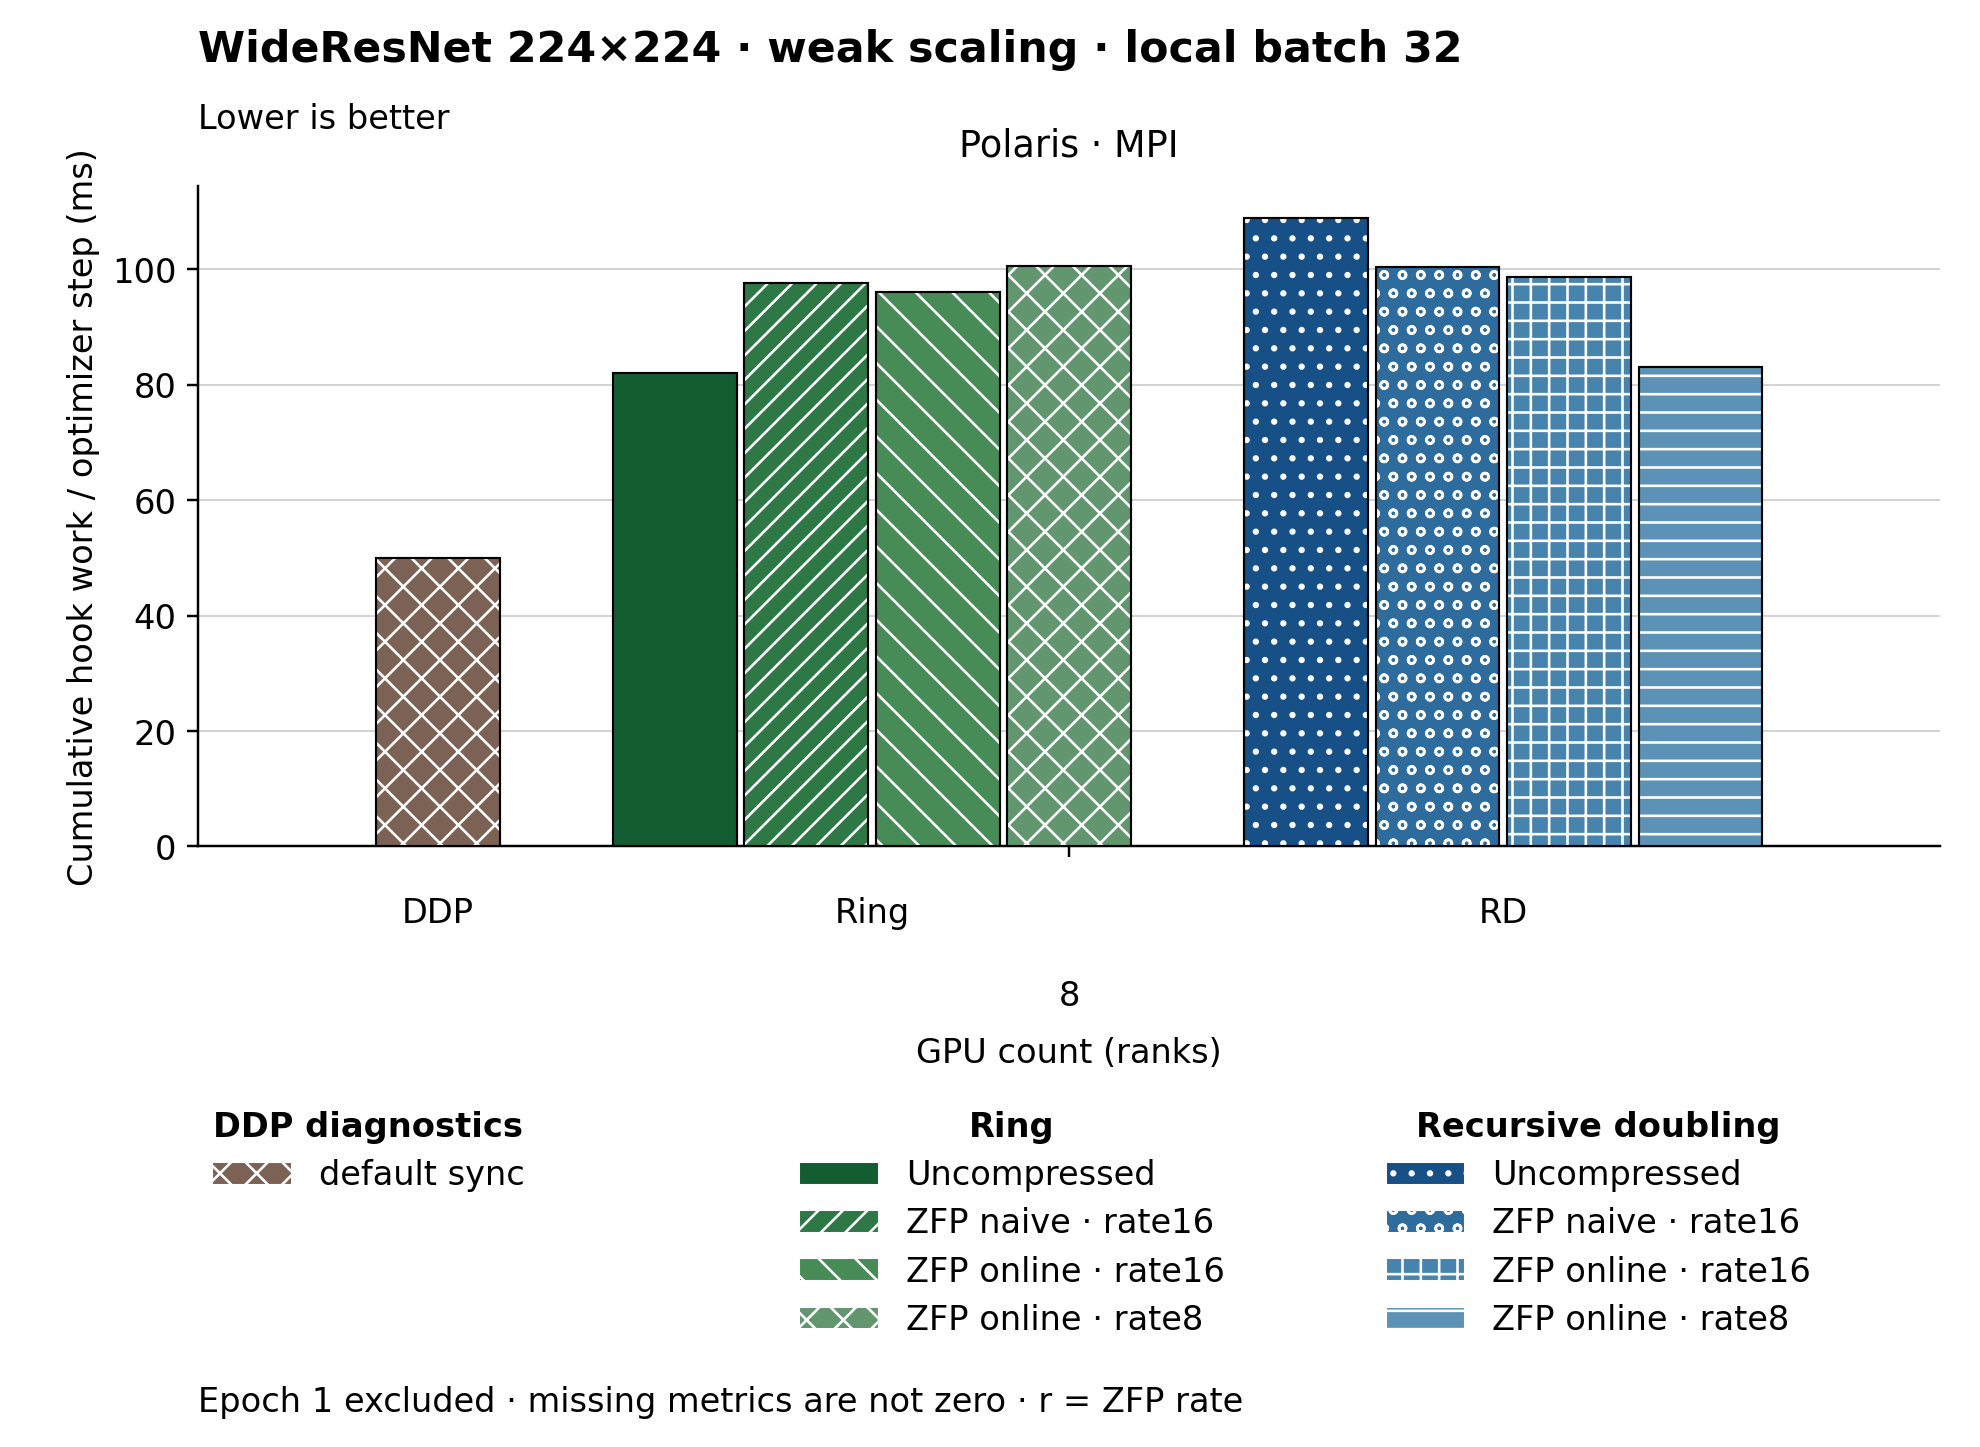 WideResNet 224×224 · weak scaling · local batch 32
Lower is better
Polaris · MPI
Cumulative hook work / optimizer step (ms)
100
80
60
40
20
0
DDP
Ring
RD
8
GPU count (ranks)
DDP diagnostics
default sync
Ring
Uncompressed
ZFP naive · rate16
ZFP online · rate16
ZFP online · rate8
Recursive doubling
Uncompressed
ZFP naive · rate16
ZFP online · rate16
ZFP online · rate8
Epoch 1 excluded · missing metrics are not zero · r = ZFP rate